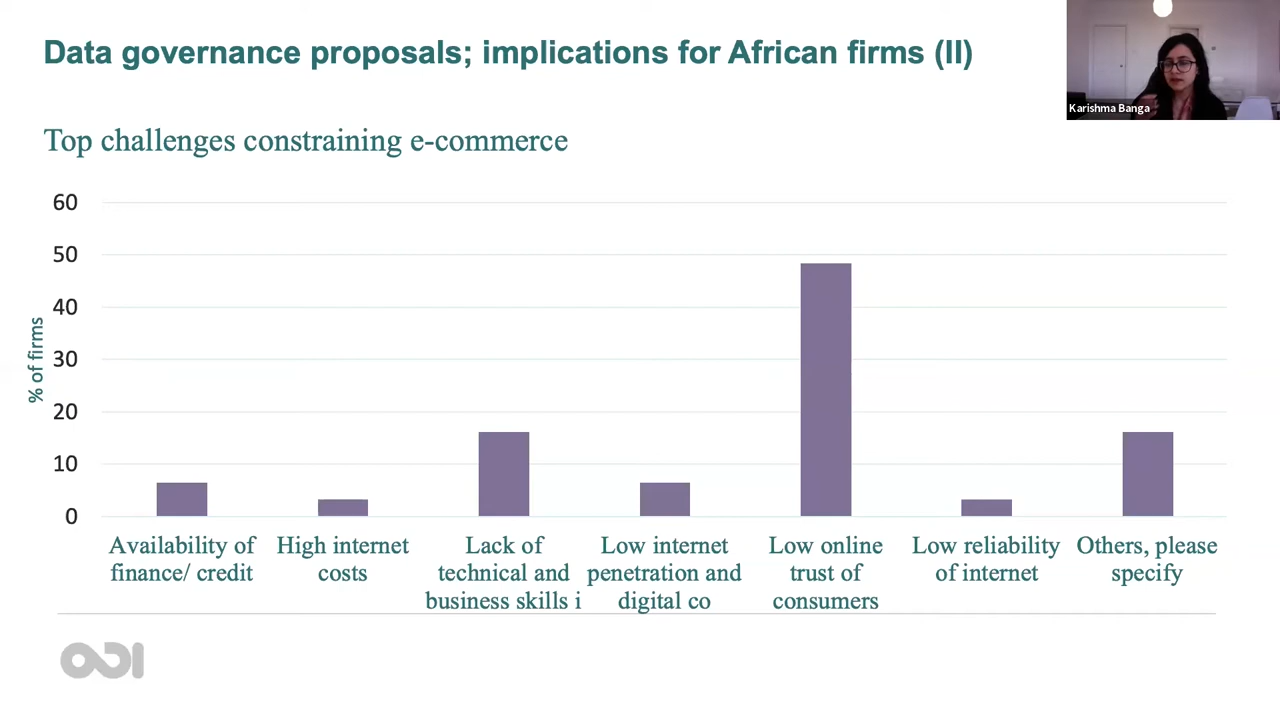 Data governance proposals; implications for African firms (II)
Karishma Banga
Top challenges constraining e-commerce
60
50
40
30
20
10
0
% of firms
Availability of finance/ credit
High internet costs
Lack of technical and business skills i
Low internet penetration and digital co
Low online trust of consumers
Low reliability of internet
Others, please specify
ODI